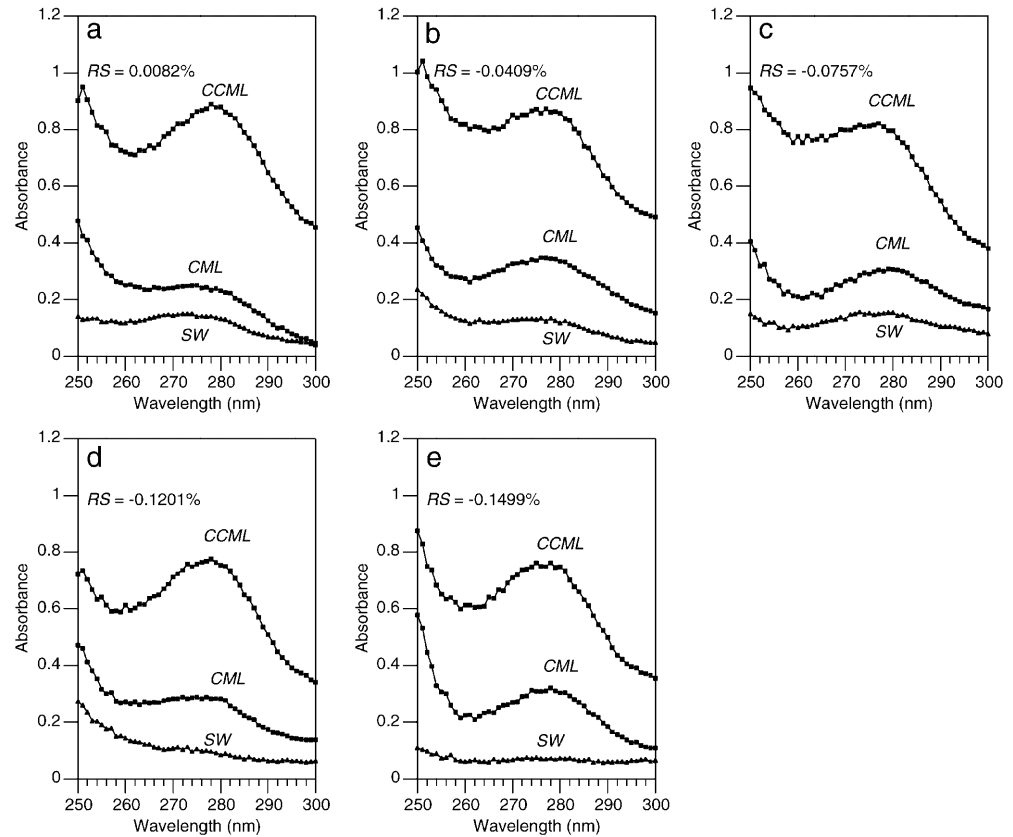 a
RS = 0.0082%
CCML
CML
SW
1.2
1
0.8
0.6
0.4
0.2
0
Absorbance
250 260 270 280 290 300
Wavelength (nm)
b
RS = -0.0409%
CCML
CML
SW
1.2
1
0.8
0.6
0.4
0.2
0
Absorbance
250 260 270 280 290 300
Wavelength (nm)
c
RS = -0.0757%
CCML
CML
SW
1.2
1
0.8
0.6
0.4
0.2
0
Absorbance
250 260 270 280 290 300
Wavelength (nm)
d
RS = -0.1201%
CCML
CML
SW
1.2
1
0.8
0.6
0.4
0.2
0
Absorbance
250 260 270 280 290 300
Wavelength (nm)
e
RS = -0.1499%
CCML
CML
SW
1.2
1
0.8
0.6
0.4
0.2
0
Absorbance
250 260 270 280 290 300
Wavelength (nm)